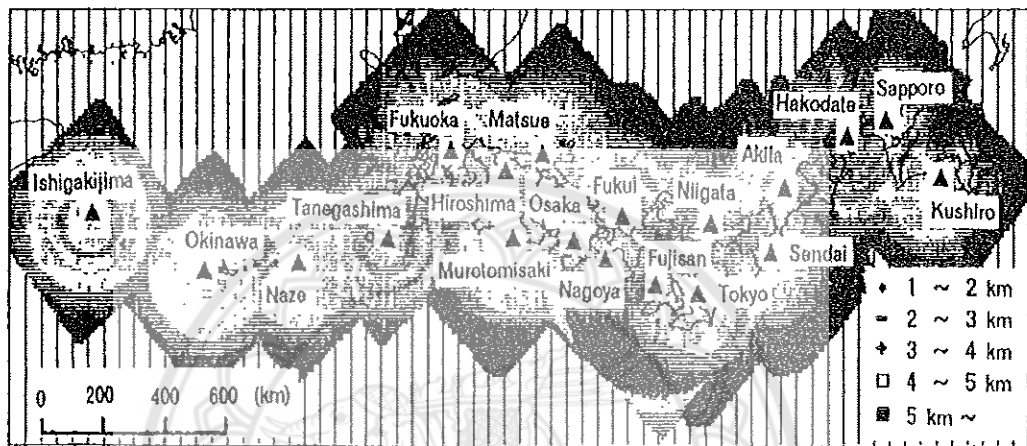 Sapporo
Hakodate
Fukuoka
Matsue
Akita
Ishigakijima
Fukui
Niigata
Tanegashima
Hiroshima
Osaka
Kushiro
Okinawa
Murotomisaki
Fujisan
Sendai
Naze
Nagoya
Tokyo
1 ~ 2 km
2 ~ 3 km
3 ~ 4 km
4 ~ 5 km
5 km ~
0 200 400 600 (km)